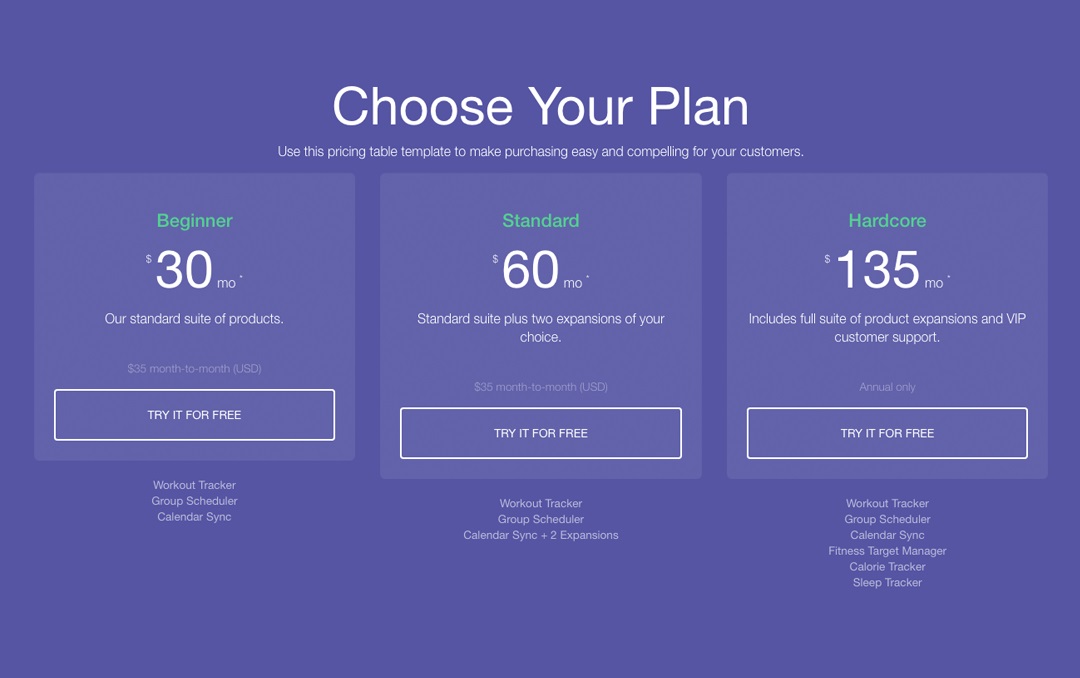 Choose Your Plan
Use this pricing table template to make purchasing easy and compelling for your customers.
Beginner
$30 mo*
Our standard suite of products.
$35 month-to-month (USD)
TRY IT FOR FREE
Workout Tracker
Group Scheduler
Calendar Sync
Standard
$60 mo*
Standard suite plus two expansions of your
choice.
$35 month-to-month (USD)
TRY IT FOR FREE
Workout Tracker
Group Scheduler
Calendar Sync + 2 Expansions
Hardcore
$135 mo*
Includes full suite of product expansions and VIP
customer support.
Annual only
TRY IT FOR FREE
Workout Tracker
Group Scheduler
Calendar Sync
Fitness Target Manager
Calorie Tracker
Sleep Tracker